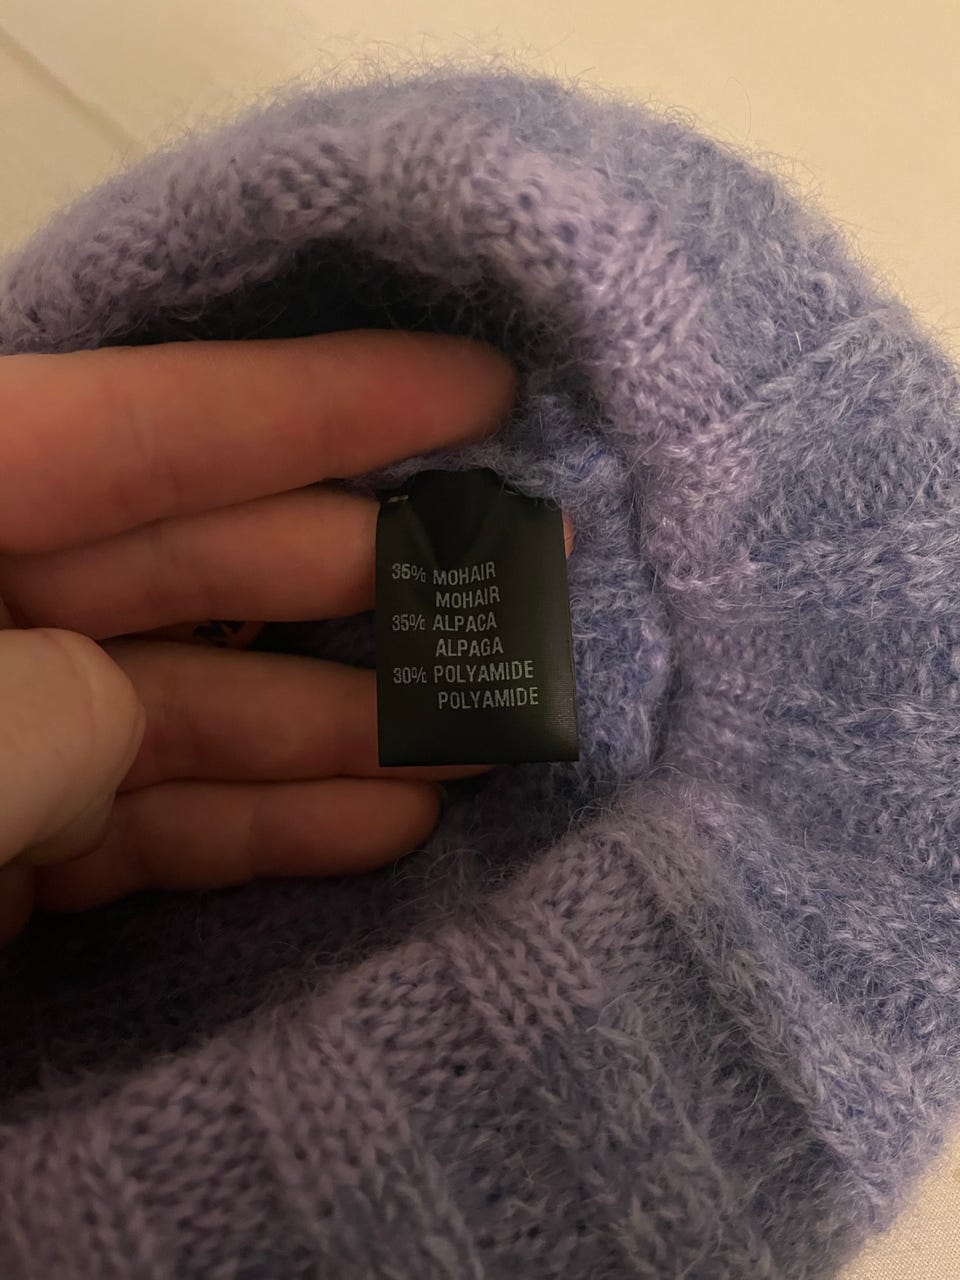 35% MOHAIR
MOHAIR
35% ALPACA
ALPAGA
30% POLYAMIDE
POLYAMIDE